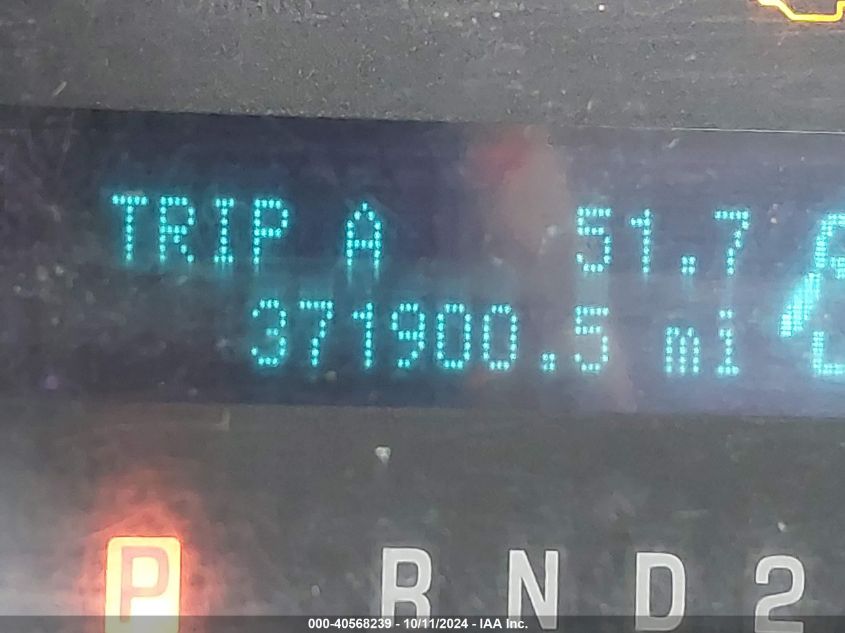 TRIP A 51.7
371900.5 mi
P R N D 2
000-40568239 - 10/11/2024 - IAA Inc.